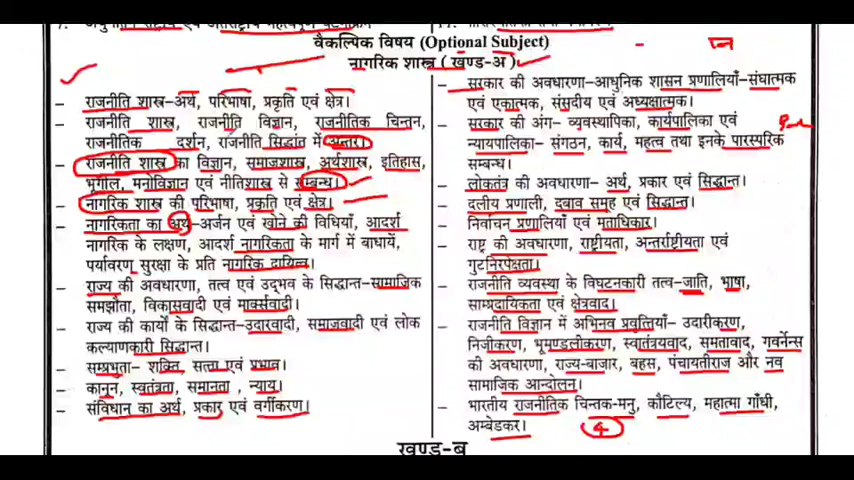 वैकल्पिक विषय (Optional Subject)
नागरिक शास्त्र ( खण्ड-अ )
– राजनीति शास्त्र–अर्थ, परिभाषा, प्रकृति एवं क्षेत्र।
– राजनीति शास्त्र, राजनीति विज्ञान, राजनीतिक चिन्तन,
राजनीतिक दर्शन, राजनीति सिद्धांत में अन्तर।
– राजनीति शास्त्र का विज्ञान, समाजशास्त्र, अर्थशास्त्र, इतिहास,
भूगोल, मनोविज्ञान एवं नीतिशास्त्र से सम्बन्ध।
– नागरिक शास्त्र की परिभाषा, प्रकृति एवं क्षेत्र।
– नागरिकता का अर्थ–अर्जन एवं खोने की विधियाँ, आदर्श
नागरिक के लक्षण, आदर्श नागरिकता के मार्ग में बाधायें,
पर्यावरण सुरक्षा के प्रति नागरिक दायित्व।
– राज्य की अवधारणा, तत्व एवं उद्भव के सिद्धान्त–सामाजिक
समझौता, विकासवादी एवं मार्क्सवादी।
– राज्य की कार्यों के सिद्धान्त–उदारवादी, समाजवादी एवं लोक
कल्याणकारी सिद्धान्त।
– सम्प्रभुता– शक्ति, सत्ता एवं प्रभाव।
– कानून, स्वतंत्रता, समानता , न्याय।
– संविधान का अर्थ, प्रकार एवं वर्गीकरण।
– सरकार की अवधारणा–आधुनिक शासन प्रणालियाँ–संघात्मक
एवं एकात्मक, संसदीय एवं अध्यक्षात्मक।
– सरकार की अंग– व्यवस्थापिका, कार्यपालिका एवं
न्यायपालिका– संगठन, कार्य, महत्व तथा इनके पारस्परिक
सम्बन्ध।
– लोकतंत्र की अवधारणा– अर्थ, प्रकार एवं सिद्धान्त।
– दलीय प्रणाली, दबाव समूह एवं सिद्धान्त।
– निर्वाचन प्रणालियाँ एवं मताधिकार।
– राष्ट्र की अवधारणा, राष्ट्रीयता, अन्तर्राष्ट्रीयता एवं
गुटनिरपेक्षता।
– राजनीति व्यवस्था के विघटनकारी तत्व–जाति, भाषा,
साम्प्रदायिकता एवं क्षेत्रवाद।
– राजनीति विज्ञान में अभिनव प्रवृत्तियाँ– उदारीकरण,
निजीकरण, भूमण्डलीकरण, स्वातंत्रयवाद, समतावाद, गवर्नेन्स
की अवधारणा, राज्य-बाजार, बहस, पंचायतीराज और नव
सामाजिक आन्दोलन।
– भारतीय राजनीतिक चिन्तक-मनु, कौटिल्य, महात्मा गाँधी,
अम्बेडकर।
4
खण्ड-ब